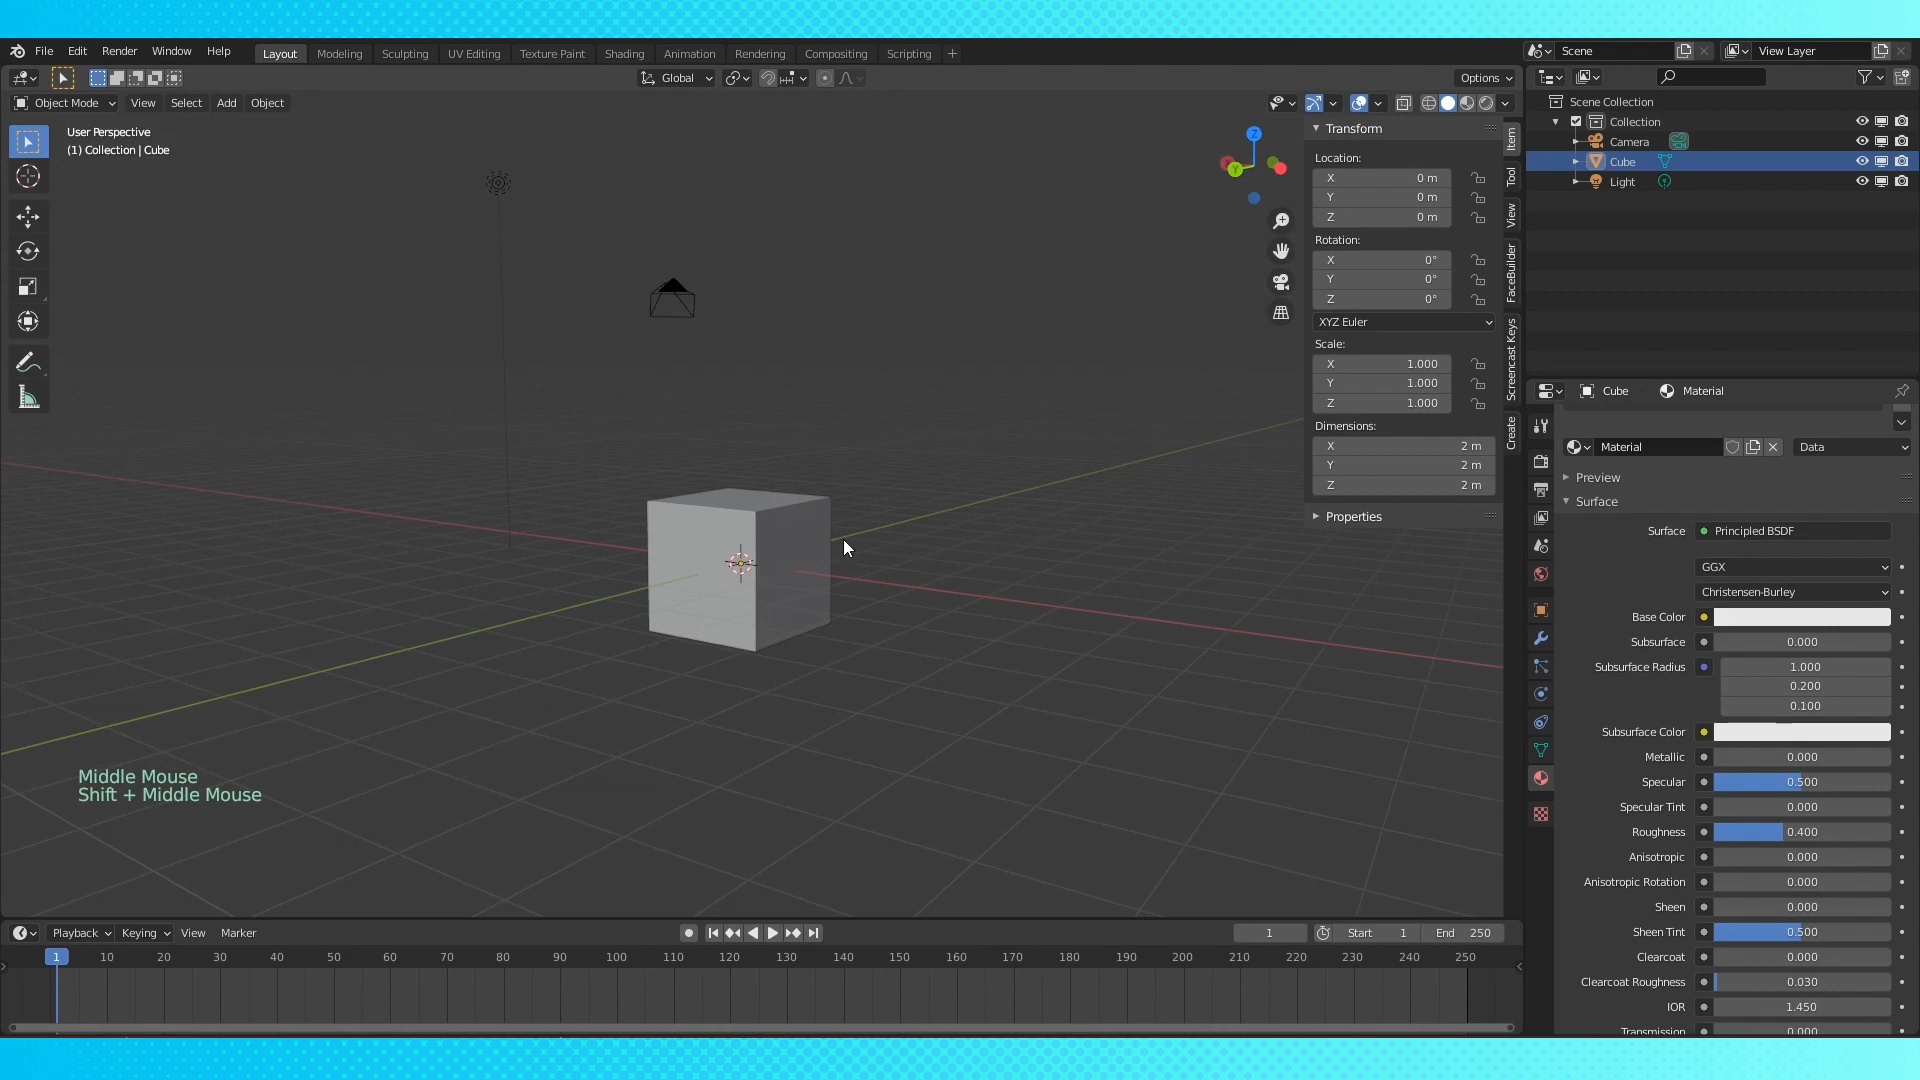 File Edit Render Window Help Layout Modeling Sculpting UV Editing Texture Paint Shading Animation Rendering Compositing Scripting + Scene View Layer
Global Options
Object Mode View Select Add Object
User Perspective
(1) Collection | Cube
Z
Y
Transform
Location:
X 0 m
Y 0 m
Z 0 m
Rotation:
X 0°
Y 0°
Z 0°
XYZ Euler
Scale:
X 1.000
Y 1.000
Z 1.000
Dimensions:
X 2 m
Y 2 m
Z 2 m
Properties
Item
Tool
View
FaceBuilder
Screencast Keys
Create
Scene Collection
Collection
Camera
Cube
Light
Cube Material
Material Data
Preview
Surface
Surface Principled BSDF
GGX
Christensen-Burley
Base Color
Subsurface 0.000
Subsurface Radius 1.000
0.200
0.100
Subsurface Color
Metallic 0.000
Specular 0.500
Specular Tint 0.000
Roughness 0.400
Anisotropic 0.000
Anisotropic Rotation 0.000
Sheen 0.000
Sheen Tint 0.500
Clearcoat 0.000
Clearcoat Roughness 0.030
IOR 1.450
Transmission 0.000
Middle Mouse
Shift + Middle Mouse
Playback Keying View Marker 1 Start 1 End 250
1 10 20 30 40 50 60 70 80 90 100 110 120 130 140 150 160 170 180 190 200 210 220 230 240 250